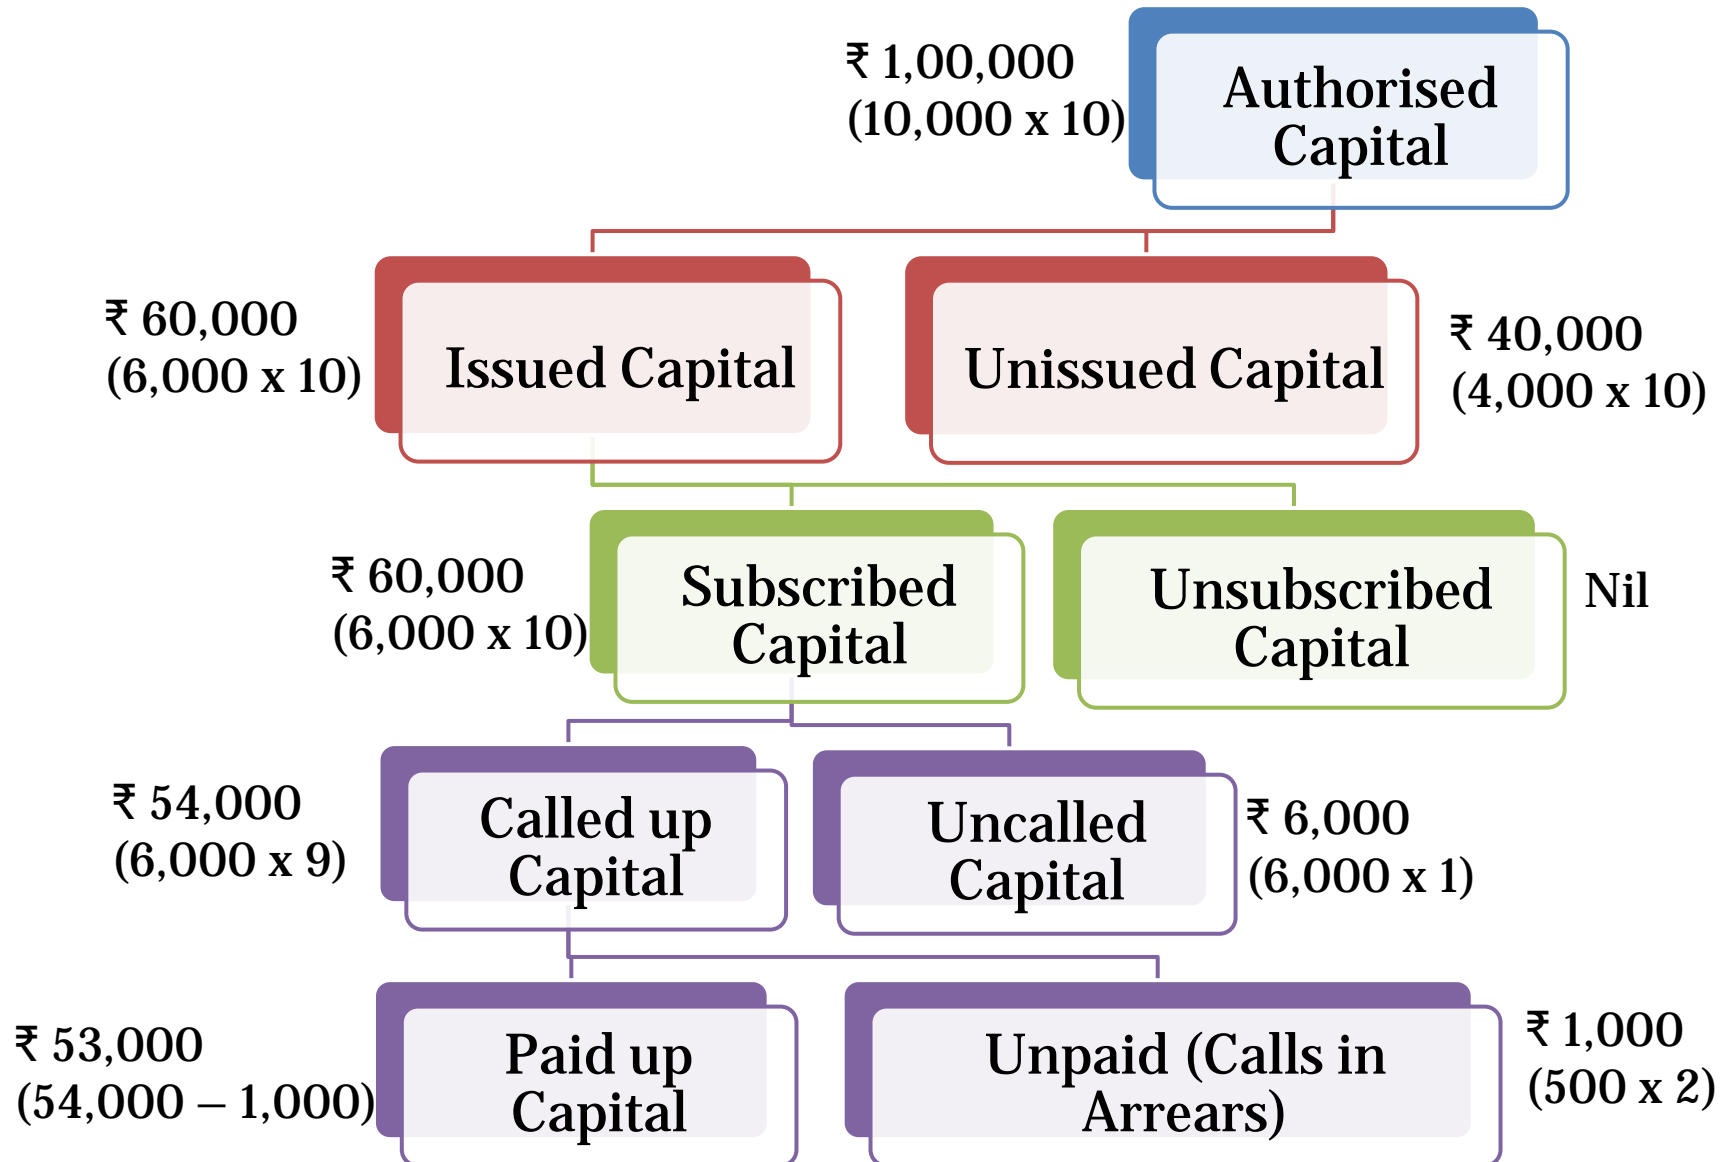 ₹ 1,00,000
(10,000 x 10)
Authorised
Capital
₹ 60,000
(6,000 x 10)
Issued Capital
Unissued Capital
₹ 40,000
(4,000 x 10)
₹ 60,000
(6,000 x 10)
Subscribed
Capital
Unsubscribed
Capital
Nil
₹ 54,000
(6,000 x 9)
Called up
Capital
Uncalled
Capital
₹ 6,000
(6,000 x 1)
₹ 53,000
(54,000 – 1,000)
Paid up
Capital
Unpaid (Calls in
Arrears)
₹ 1,000
(500 x 2)